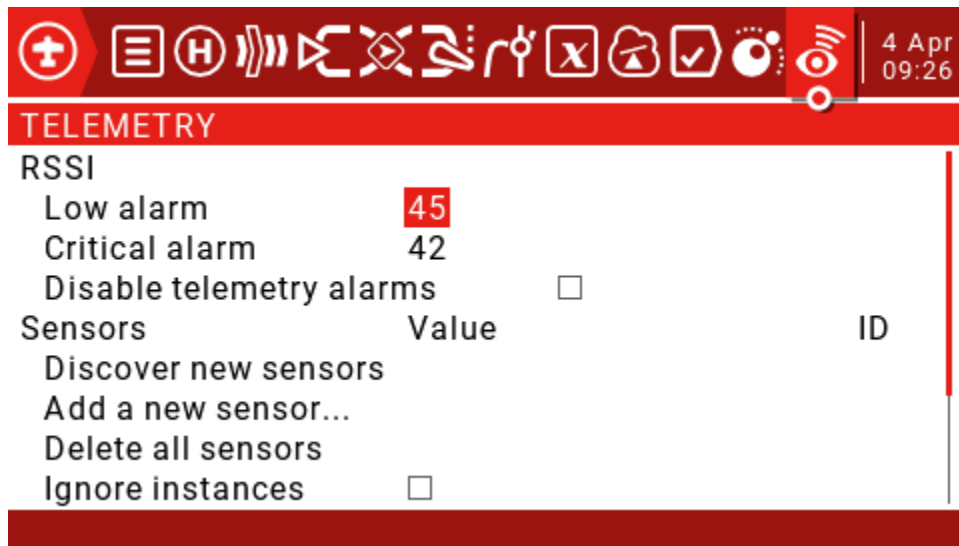 4 Apr
09:26
TELEMETRY
RSSI
Low alarm 45
Critical alarm 42
Disable telemetry alarms
Sensors Value ID
Discover new sensors
Add a new sensor...
Delete all sensors
Ignore instances